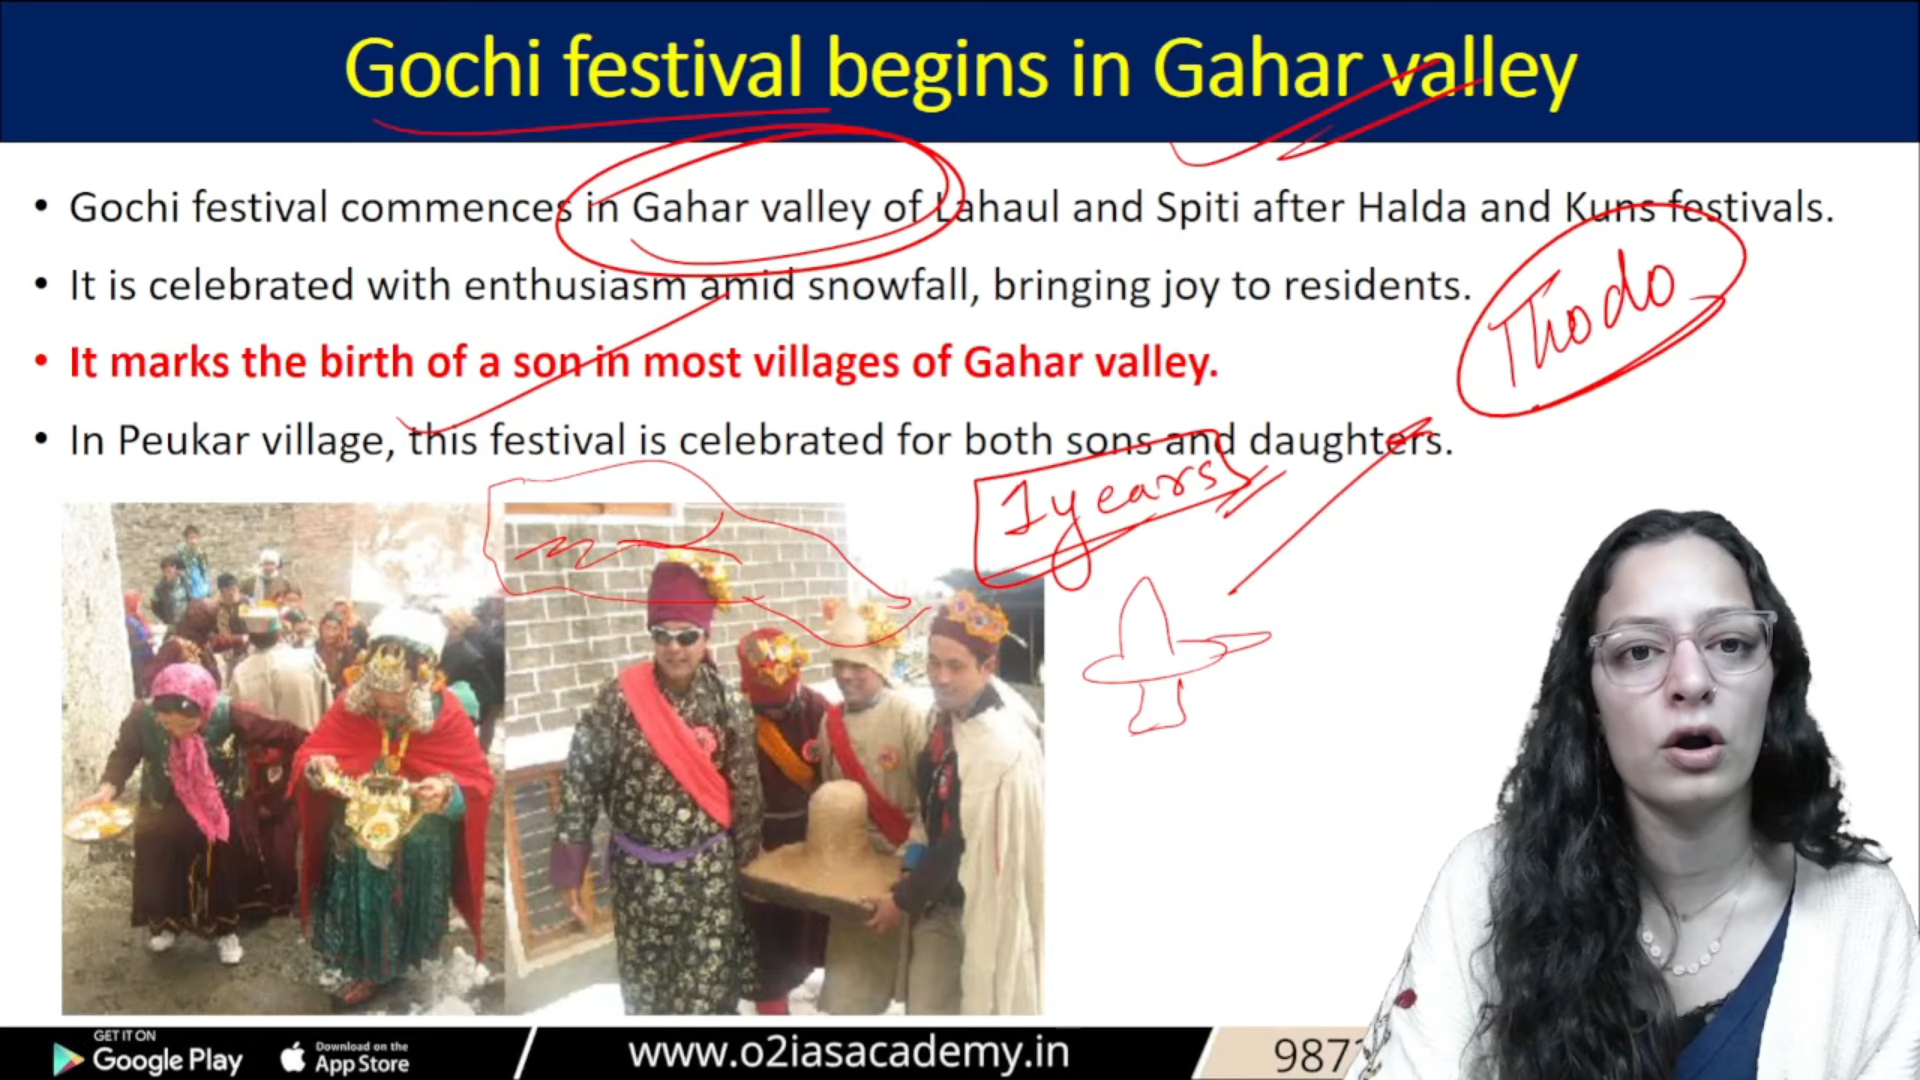 Gochi festival begins in Gahar valley
• Gochi festival commences in Gahar valley of Lahaul and Spiti after Halda and Kuns festivals.
• It is celebrated with enthusiasm amid snowfall, bringing joy to residents.
Thodo
• It marks the birth of a son in most villages of Gahar valley.
• In Peukar village, this festival is celebrated for both sons and daughters.
1 years
GET IT ON
Google Play
Download on the
App Store
www.o2iasacademy.in
987